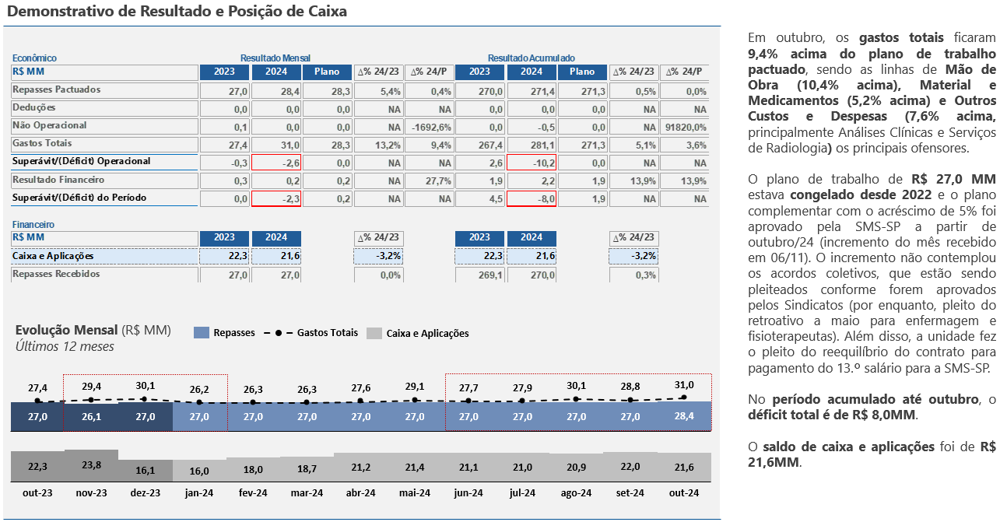 Demonstrativo de Resultado e Posição de Caixa
Econômico Resultado Mensal Resultado Acumulado
R$ MM 2023 2024 Plano Δ% 24/23 Δ% 24/P 2023 2024 Plano Δ% 24/23 Δ% 24/P
Repasses Pactuados 27,0 28,4 28,3 5,4% 0,4% 270,0 271,4 271,3 0,5% 0,0%
Deduções 0,0 0,0 0,0 NA NA 0,0 0,0 0,0 NA NA
Não Operacional 0,1 0,0 0,0 NA -1692,6% 0,0 -0,5 0,0 NA 91820,0%
Gastos Totais 27,4 31,0 28,3 13,2% 9,4% 267,4 281,1 271,3 5,1% 3,6%
Superávit/(Déficit) Operacional -0,3 -2,6 0,0 NA NA 2,6 -10,2 0,0 NA NA
Resultado Financeiro 0,3 0,2 0,2 NA 27,7% 1,9 2,2 1,9 13,9% 13,9%
Superávit/(Déficit) do Período 0,0 -2,3 0,2 NA NA 4,5 -8,0 1,9 NA NA
Financeiro
R$ MM 2023 2024 Δ% 24/23 2023 2024 Δ% 24/23
Caixa e Aplicações 22,3 21,6 -3,2% 22,3 21,6 -3,2%
Repasses Recebidos 27,0 27,0 0,0% 269,1 270,0 0,3%
Evolução Mensal (R$ MM)
Últimos 12 meses
Repasses Gastos Totais Caixa e Aplicações
27,4 29,4 30,1 26,2 26,3 26,3 27,6 29,1 27,7 27,9 30,1 28,8 31,0
27,0 26,1 27,0 27,0 27,0 27,0 27,0 27,0 27,0 27,0 27,0 27,0 28,4
22,3 23,8 16,1 16,0 18,0 18,7 21,2 21,4 21,1 21,0 20,9 22,0 21,6
out-23 nov-23 dez-23 jan-24 fev-24 mar-24 abr-24 mai-24 jun-24 jul-24 ago-24 set-24 out-24
Em outubro, os gastos totais ficaram
9,4% acima do plano de trabalho
pactuado, sendo as linhas de Mão de
Obra (10,4% acima), Material e
Medicamentos (5,2% acima) e Outros
Custos e Despesas (7,6% acima,
principalmente Análises Clínicas e Serviços
de Radiologia) os principais ofensores.
O plano de trabalho de R$ 27,0 MM
estava congelado desde 2022 e o plano
complementar com o acréscimo de 5% foi
aprovado pela SMS-SP a partir de
outubro/24 (incremento do mês recebido
em 06/11). O incremento não contemplou
os acordos coletivos, que estão sendo
pleiteados conforme forem aprovados
pelos Sindicatos (por enquanto, pleito do
retroativo a maio para enfermagem e
fisioterapeutas). Além disso, a unidade fez
o pleito do reequilíbrio do contrato para
pagamento do 13.º salário para a SMS-SP.
No período acumulado até outubro, o
déficit total é de R$ 8,0MM.
O saldo de caixa e aplicações foi de R$
21,6MM.